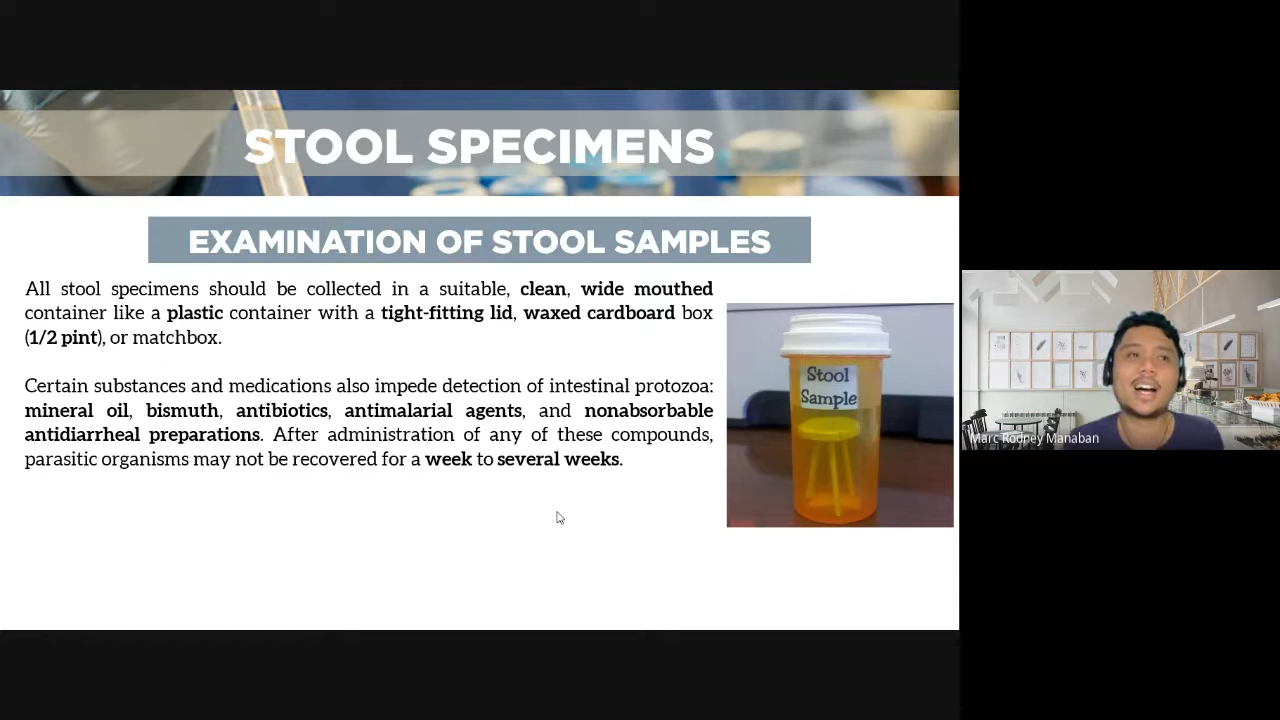 STOOL SPECIMENS
EXAMINATION OF STOOL SAMPLES
All stool specimens should be collected in a suitable, clean, wide mouthed
container like a plastic container with a tight-fitting lid, waxed cardboard box
(1/2 pint), or matchbox.
Certain substances and medications also impede detection of intestinal protozoa:
mineral oil, bismuth, antibiotics, antimalarial agents, and nonabsorbable
antidiarrheal preparations. After administration of any of these compounds,
parasitic organisms may not be recovered for a week to several weeks.
Stool
Sample
Marc Rodney Manaban